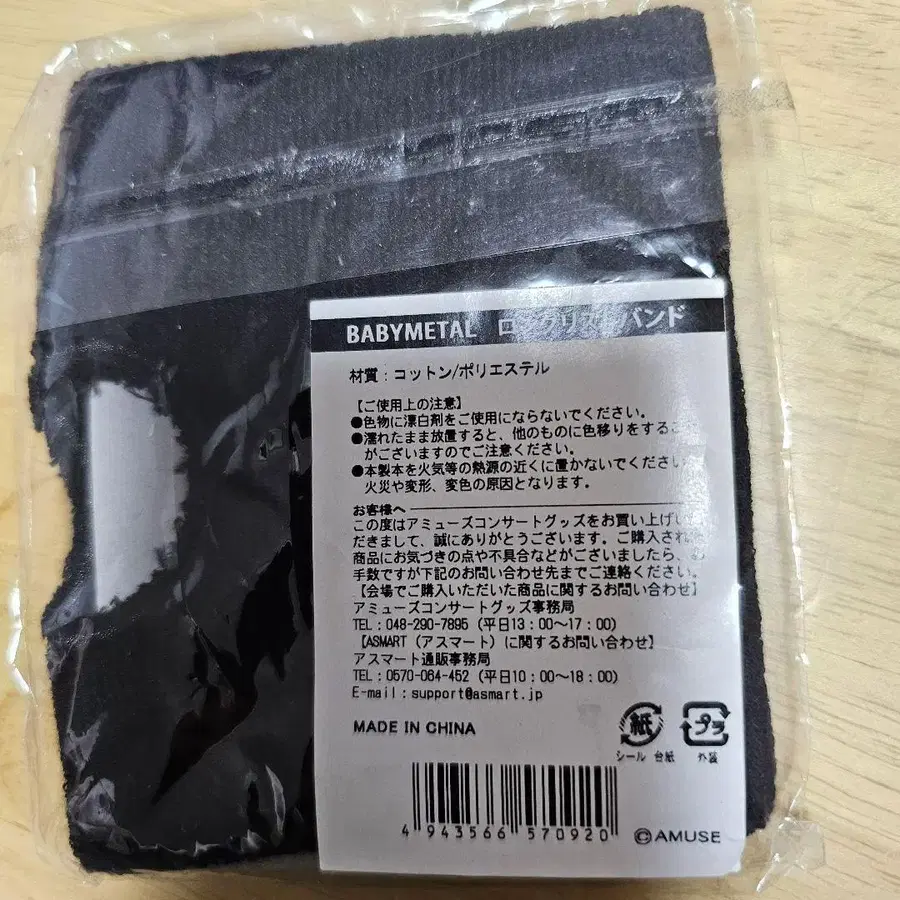 BABYMETAL ロングリストバンド
材質：コットン/ポリエステル
【ご使用上の注意】
●色物に漂白剤をご使用にならないでください。
●濡れたまま放置すると、他のものに色移りをするこ
がございますのでご注意ください。
●本製本を火気等の熱源の近くに置かないでください
火災や変形、変色の原因となります。
お客様へ
この度はアミューズコンサートグッズをお買い上げい
だきまして、誠にありがとうございます。ご購入され
商品にお気づきの点や不具合などがございましたら、お
手数ですが下記のお問い合わせ先までご連絡ください。
【会場でご購入いただいた商品に関するお問い合わせ】
アミューズコンサートグッズ事務局
TEL：048-290-7895（平日13：00〜17：00）
【ASMART（アスマート）に関するお問い合わせ】
アスマート通販事務局
TEL：0570-064-452（平日10：00〜18：00）
E-mail：support@asmart.jp
MADE IN CHINA
紙 プラ
シール 台紙 外装
4 943566 570920
©AMUSE